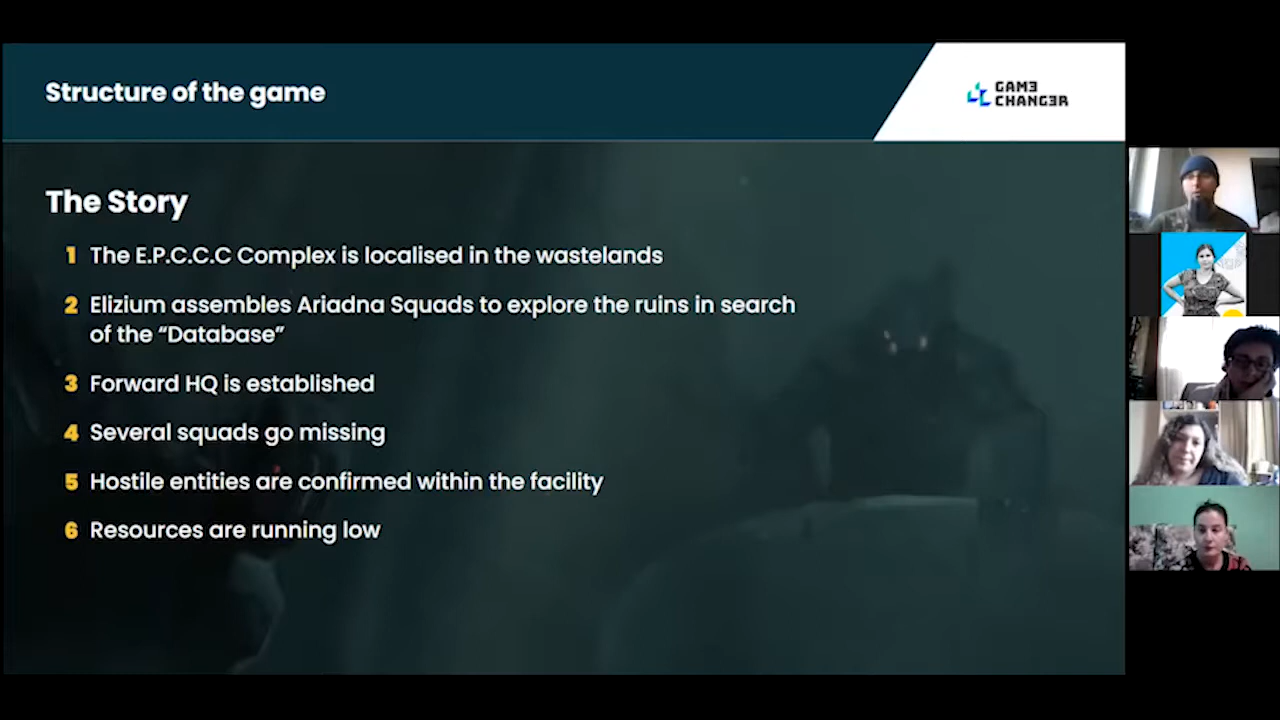 Structure of the game
GAMƎ
CHANGƎR
The Story
1 The E.P.C.C.C Complex is localised in the wastelands
2 Elizium assembles Ariadna Squads to explore the ruins in search
of the “Database”
3 Forward HQ is established
4 Several squads go missing
5 Hostile entities are confirmed within the facility
6 Resources are running low